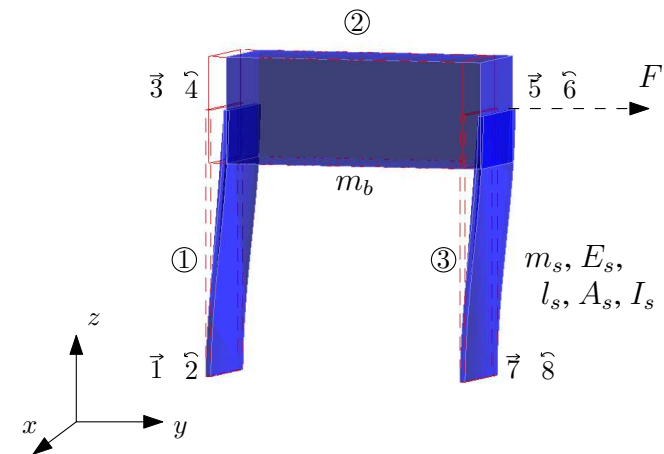 ②
3⃗ 4↶ 5⃗ 6↶ F
m_b
① ③ m_s, E_s,
l_s, A_s, I_s
z
1⃗ 2↶ 7⃗ 8↶
x y